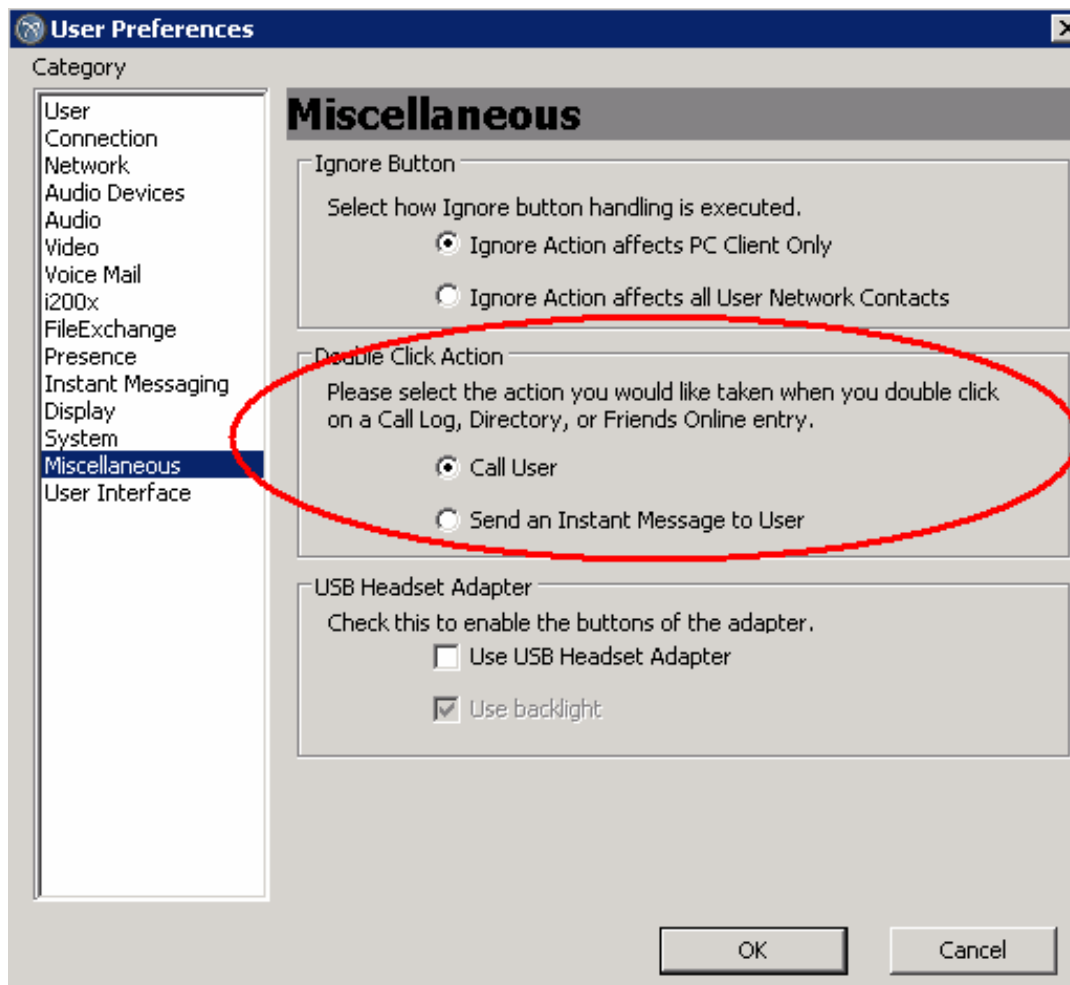 User Preferences
Category
User
Connection
Network
Audio Devices
Audio
Video
Voice Mail
i200x
FileExchange
Presence
Instant Messaging
Display
System
Miscellaneous
User Interface
Miscellaneous
Ignore Button
Select how Ignore button handling is executed.
Ignore Action affects PC Client Only
Ignore Action affects all User Network Contacts
Double Click Action
Please select the action you would like taken when you double click
on a Call Log, Directory, or Friends Online entry.
Call User
Send an Instant Message to User
USB Headset Adapter
Check this to enable the buttons of the adapter.
Use USB Headset Adapter
Use backlight
OK
Cancel